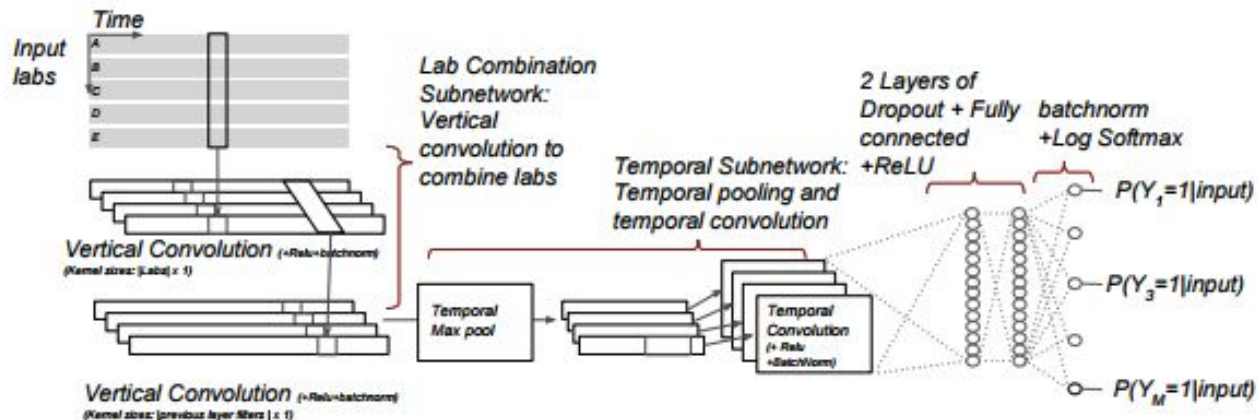 Time
Input
labs
A
B
C
D
E
Lab Combination
Subnetwork:
Vertical
convolution to
combine labs
Vertical Convolution (+Relu+batchnorm)
(Kernel sizes: |Labs| x 1)
Vertical Convolution (+Relu+batchnorm)
(Kernel sizes: |previous layer filters | x 1)
Temporal Subnetwork:
Temporal pooling and
temporal convolution
Temporal
Max pool
Temporal
Convolution
(+ Relu
+BatchNorm)
2 Layers of
Dropout + Fully
connected
+ReLU
batchnorm
+Log Softmax
P(Y1=1|input)
P(Y3=1|input)
P(YM=1|input)